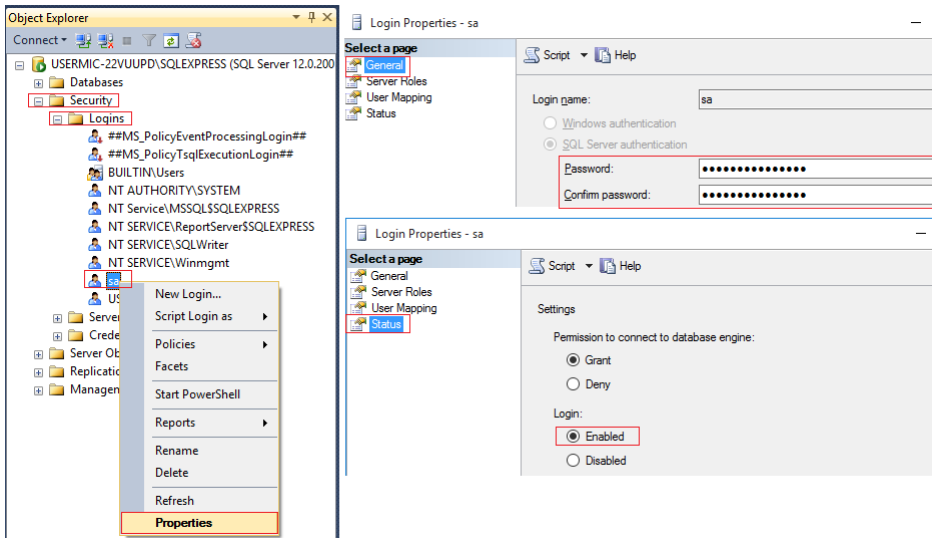 Object Explorer
Connect
USERMIC-22VUUPD\SQLEXPRESS (SQL Server 12.0.200
Databases
Security
Logins
##MS_PolicyEventProcessingLogin##
##MS_PolicyTsqlExecutionLogin##
BUILTIN\Users
NT AUTHORITY\SYSTEM
NT Service\MSSQL$SQLEXPRESS
NT SERVICE\ReportServer$SQLEXPRESS
NT SERVICE\SQLWriter
NT SERVICE\Winmgmt
sa
US
Server
Crede
Server Ob
Replicatio
Managen
New Login...
Script Login as
Policies
Facets
Start PowerShell
Reports
Rename
Delete
Refresh
Properties
Login Properties - sa
Select a page
General
Server Roles
User Mapping
Status
Script
Help
Login name:
sa
Windows authentication
SQL Server authentication
Password:
Confirm password:
Login Properties - sa
Select a page
General
Server Roles
User Mapping
Status
Script
Help
Settings
Permission to connect to database engine:
Grant
Deny
Login:
Enabled
Disabled